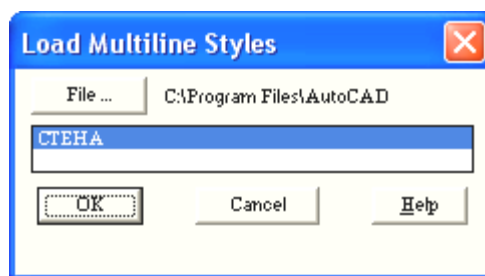 Load Multiline Styles
File ... C:\Program Files\AutoCAD
СТЕНА
OK Cancel Help